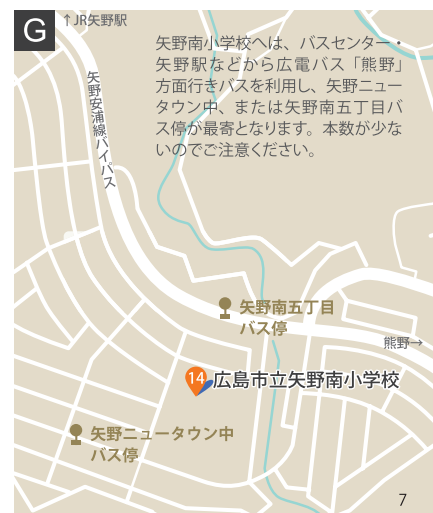 G
↑JR矢野駅
矢野南小学校へは、バスセンター・
矢野駅などから広電バス「熊野」
方面行きバスを利用し、矢野ニュー
タウン中、または矢野南五丁目バ
ス停が最寄となります。本数が少な
いのでご注意ください。
矢野安浦線バイパス
矢野南五丁目
バス停
熊野→
14
広島市立矢野南小学校
矢野ニュータウン中
バス停
7